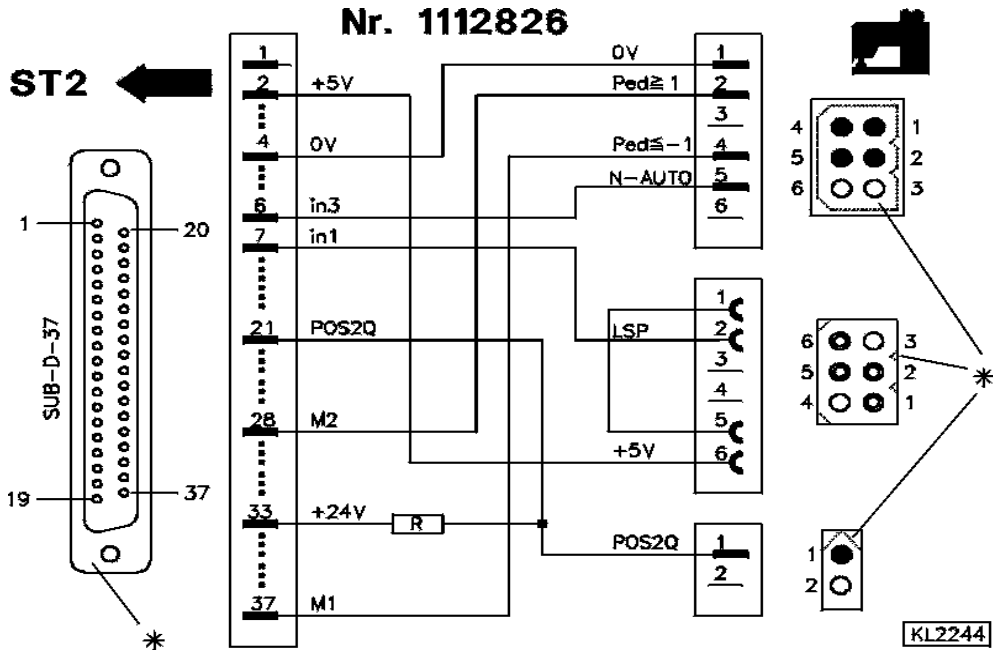 Nr. 1112826
ST2
SUB-D-37
1
20
19
37
1
2 +5V
4 0V
6 in3
7 in1
21 POS2Q
28 M2
33 +24V
R
37 M1
0V 1
Ped≧1 2
3
Ped≦-1 4
N-AUTO 5
6
1
LSP 2
3
4
5
+5V 6
POS2Q 1
2
4 1
5 2
6 3
6 3
5 2
4 1
*
1
2
*
KL2244